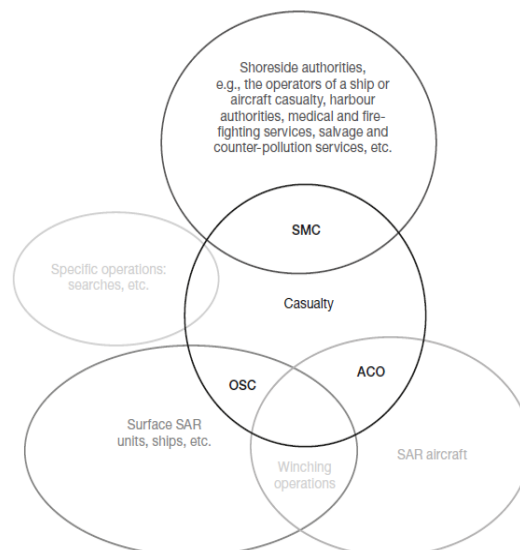 Shoreside authorities,
e.g., the operators of a ship or
aircraft casualty, harbour
authorities, medical and fire-
fighting services, salvage and
counter-pollution services, etc.
SMC
Specific operations:
searches, etc.
Casualty
OSC
ACO
Surface SAR
units, ships, etc.
Winching
operations
SAR aircraft